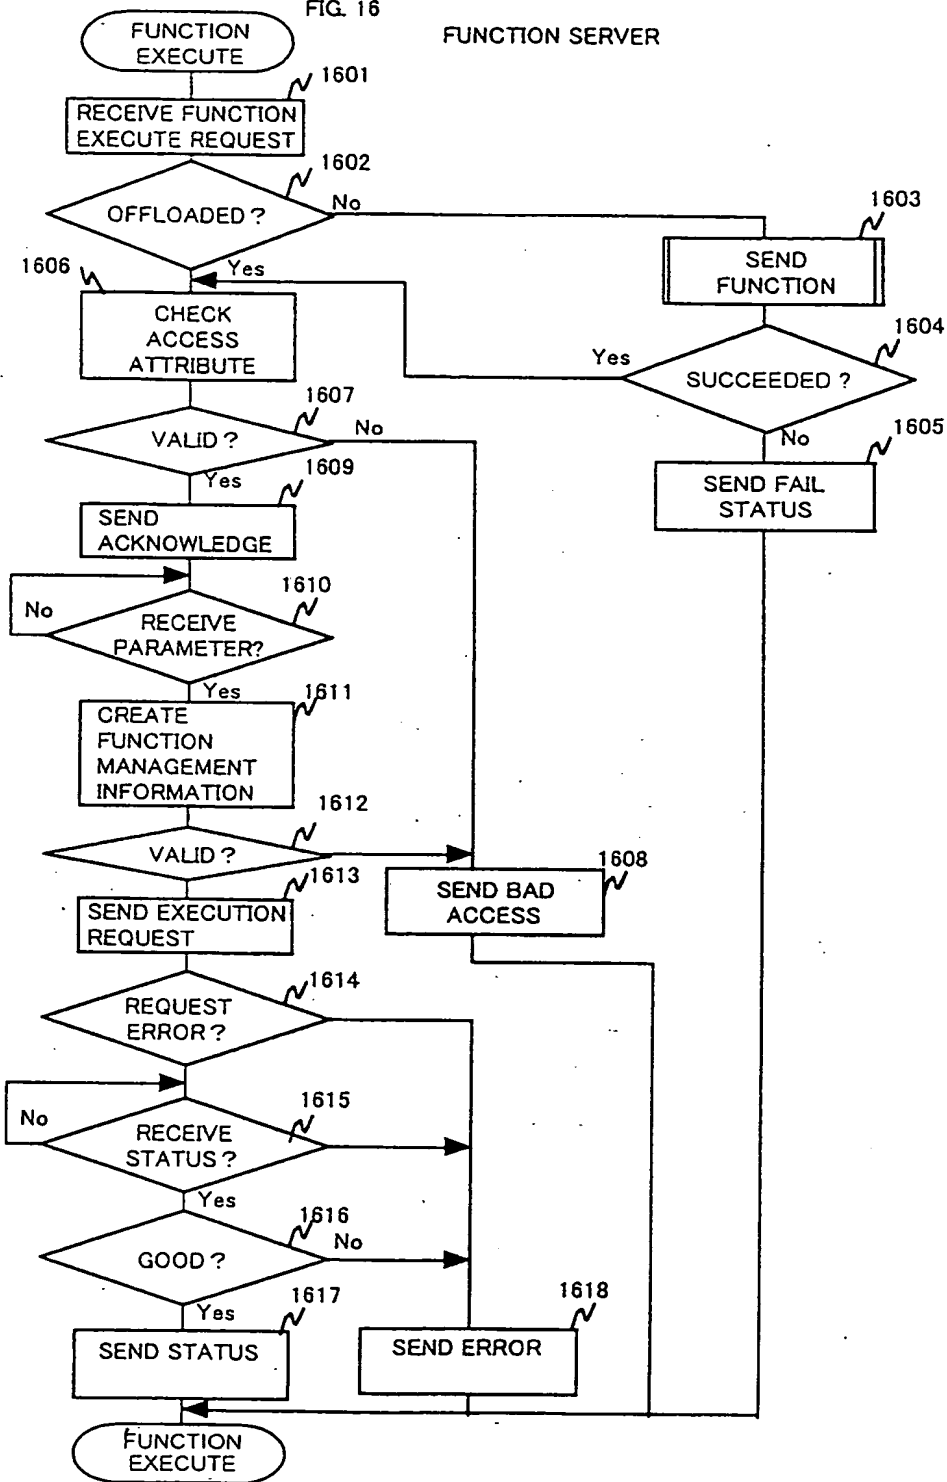 FIG. 16
FUNCTION
EXECUTE
FUNCTION SERVER
1601
RECEIVE FUNCTION
EXECUTE REQUEST
1602
OFFLOADED ?
No
1603
SEND
FUNCTION
Yes
1606
CHECK
ACCESS
ATTRIBUTE
1604
SUCCEEDED ?
Yes
No
1605
SEND FAIL
STATUS
1607
VALID ?
No
Yes
1609
SEND
ACKNOWLEDGE
1610
No
RECEIVE
PARAMETER?
Yes
1611
CREATE
FUNCTION
MANAGEMENT
INFORMATION
1612
VALID ?
1608
SEND BAD
ACCESS
1613
SEND EXECUTION
REQUEST
1614
REQUEST
ERROR ?
1615
No
RECEIVE
STATUS ?
Yes
1616
GOOD ?
No
Yes
1617
SEND STATUS
1618
SEND ERROR
FUNCTION
EXECUTE